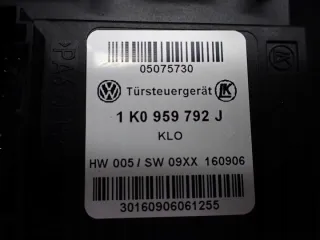 05075730
Türsteuergerät
1 K0 959 792 J
KLO
HW 005 / SW 09XX 160906
30160906061255